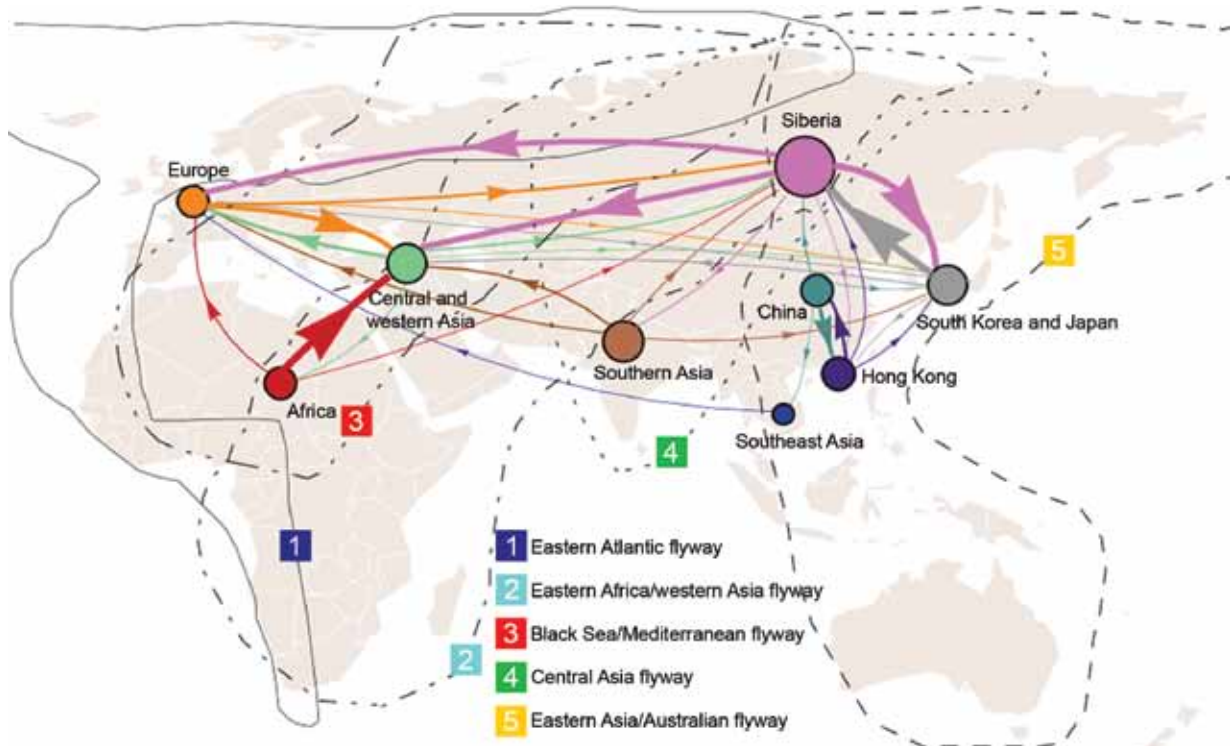 Siberia
Europe
5
China
Central and
western Asia
South Korea and Japan
Southern Asia
Hong Kong
Africa
3
Southeast Asia
4
1
1 Eastern Atlantic flyway
2 Eastern Africa/western Asia flyway
3 Black Sea/Mediterranean flyway
2
4 Central Asia flyway
5 Eastern Asia/Australian flyway